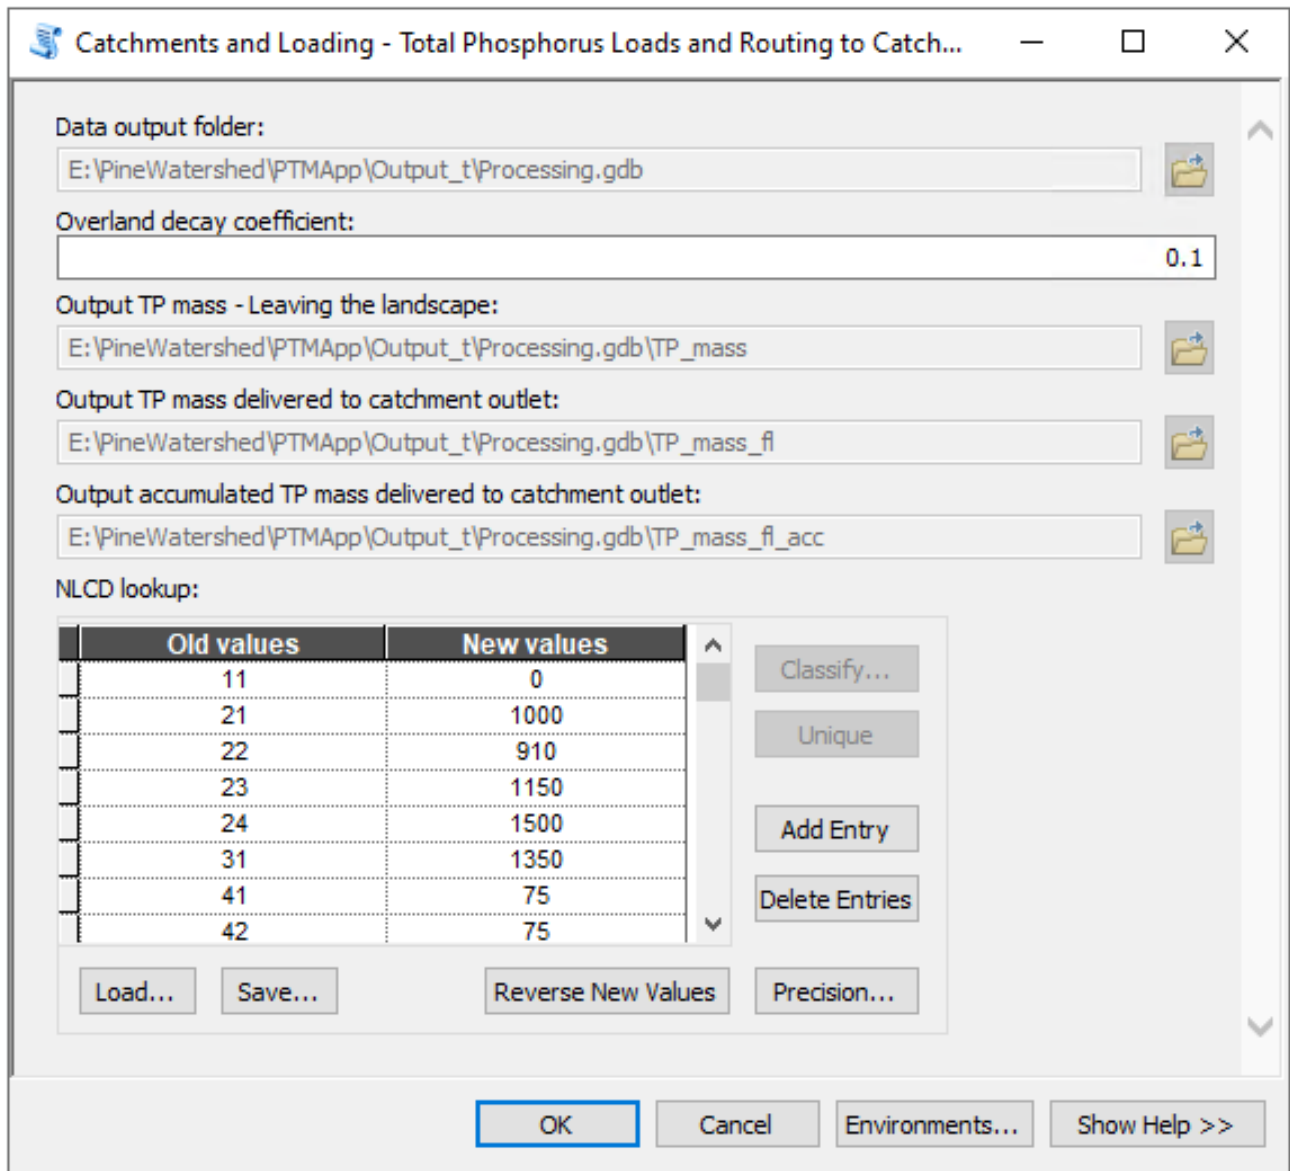 Catchments and Loading - Total Phosphorus Loads and Routing to Catch...
Data output folder:
E:\PineWatershed\PTMApp\Output_t\Processing.gdb
Overland decay coefficient:
0.1
Output TP mass - Leaving the landscape:
E:\PineWatershed\PTMApp\Output_t\Processing.gdb\TP_mass
Output TP mass delivered to catchment outlet:
E:\PineWatershed\PTMApp\Output_t\Processing.gdb\TP_mass_fl
Output accumulated TP mass delivered to catchment outlet:
E:\PineWatershed\PTMApp\Output_t\Processing.gdb\TP_mass_fl_acc
NLCD lookup:
Old values New values
11 0
21 1000
22 910
23 1150
24 1500
31 1350
41 75
42 75
Classify...
Unique
Add Entry
Delete Entries
Load... Save... Reverse New Values Precision...
OK Cancel Environments... Show Help >>